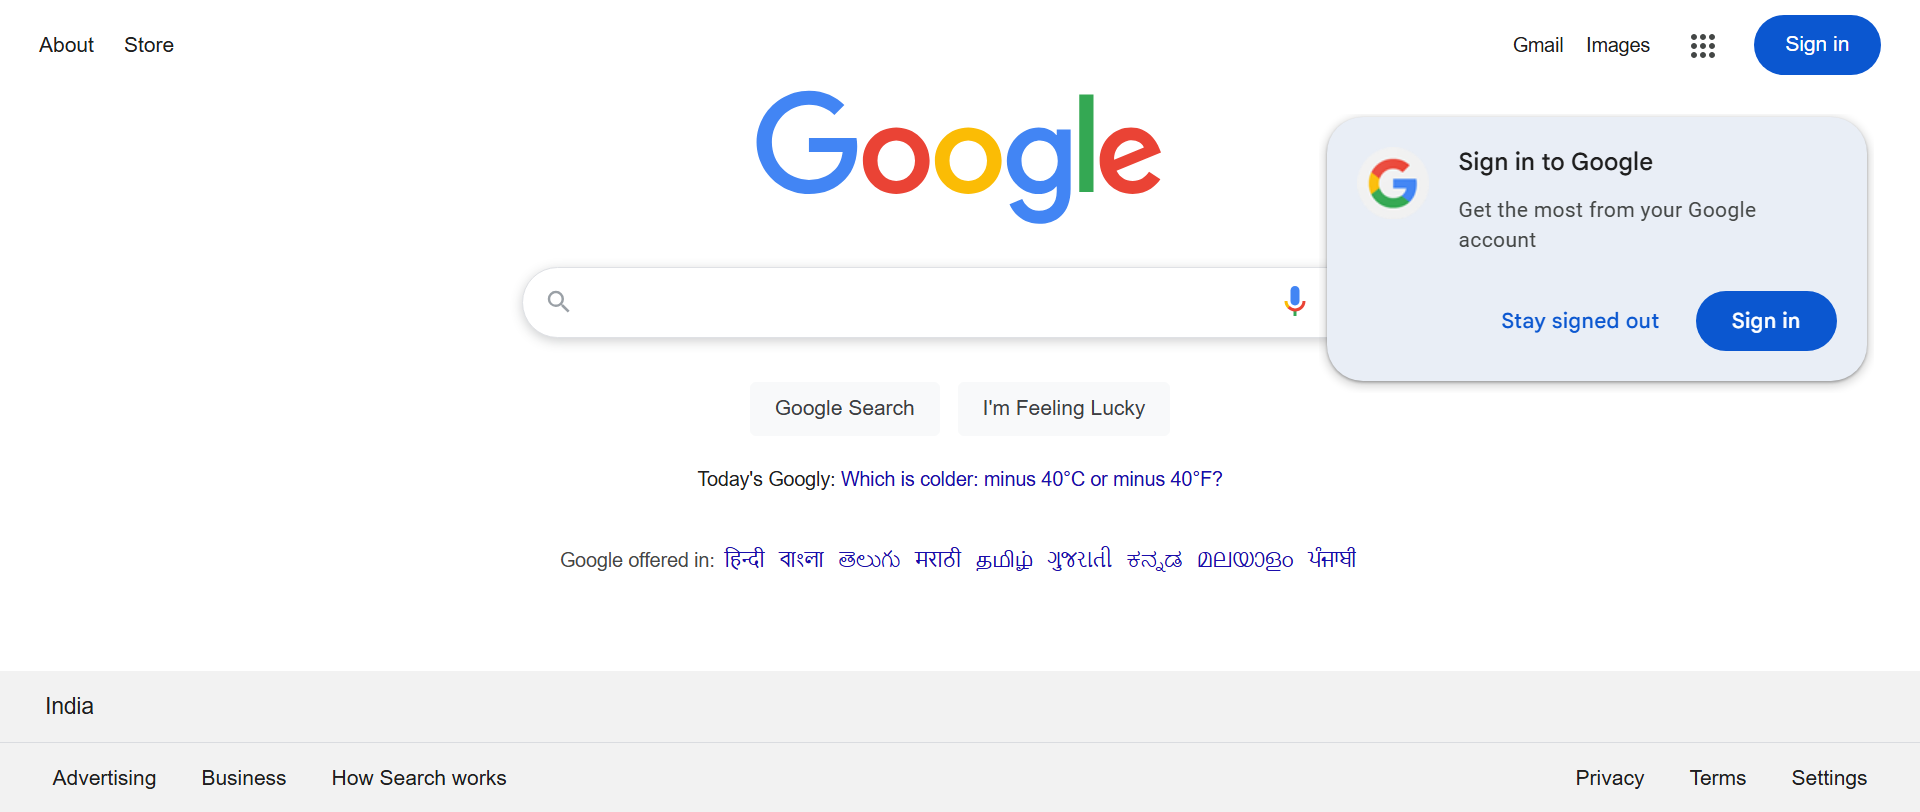 About Store
Gmail Images Sign in
Google
Sign in to Google
Get the most from your Google
account
Stay signed out Sign in
Google Search I'm Feeling Lucky
Today's Googly: Which is colder: minus 40°C or minus 40°F?
Google offered in: हिन्दी বাংলা తెలుగు मराठी தமிழ் ગુજરાતી ಕನ್ನಡ മലയാളം ਪੰਜਾਬੀ
India
Advertising Business How Search works
Privacy Terms Settings